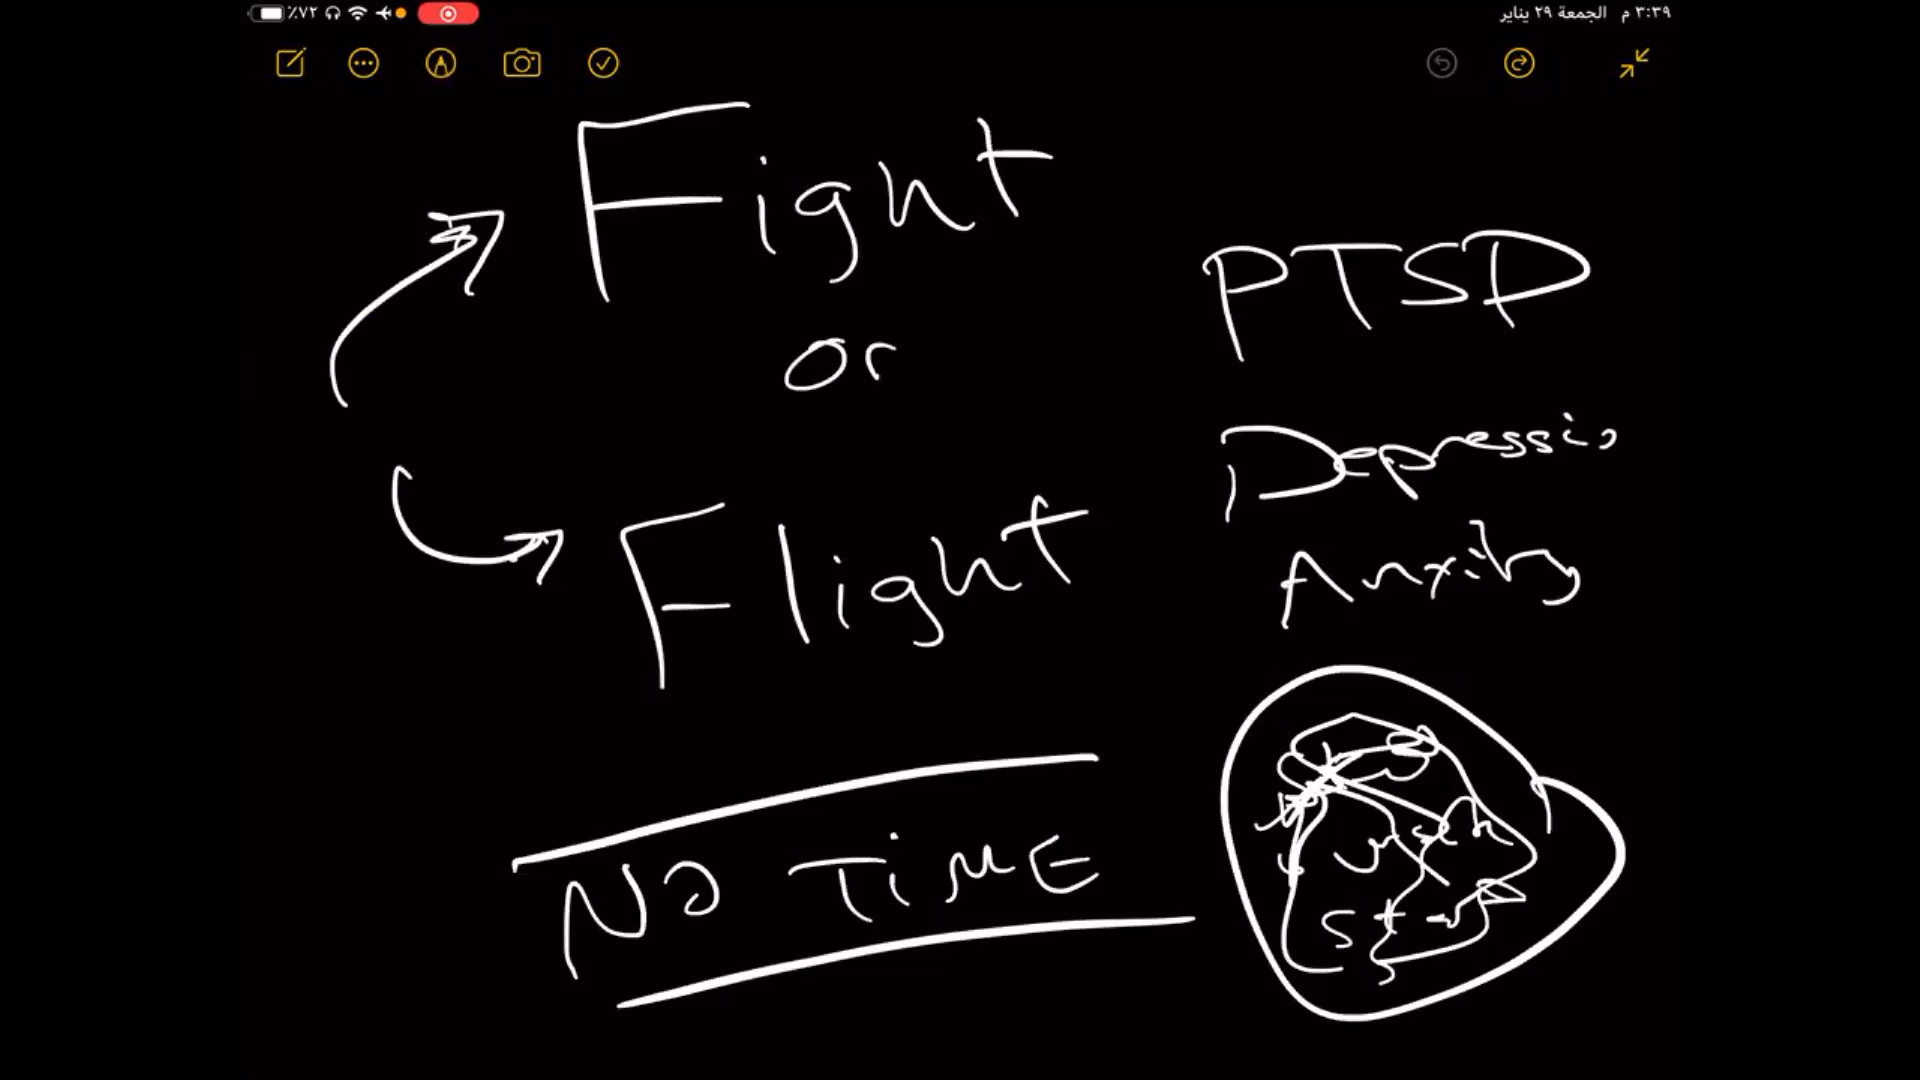 ٪٧٢
٣:٣٩ م الجمعة ٢٩ يناير
Fight
or
Flight
NO TiME
PTSD
Depressio
Anxity